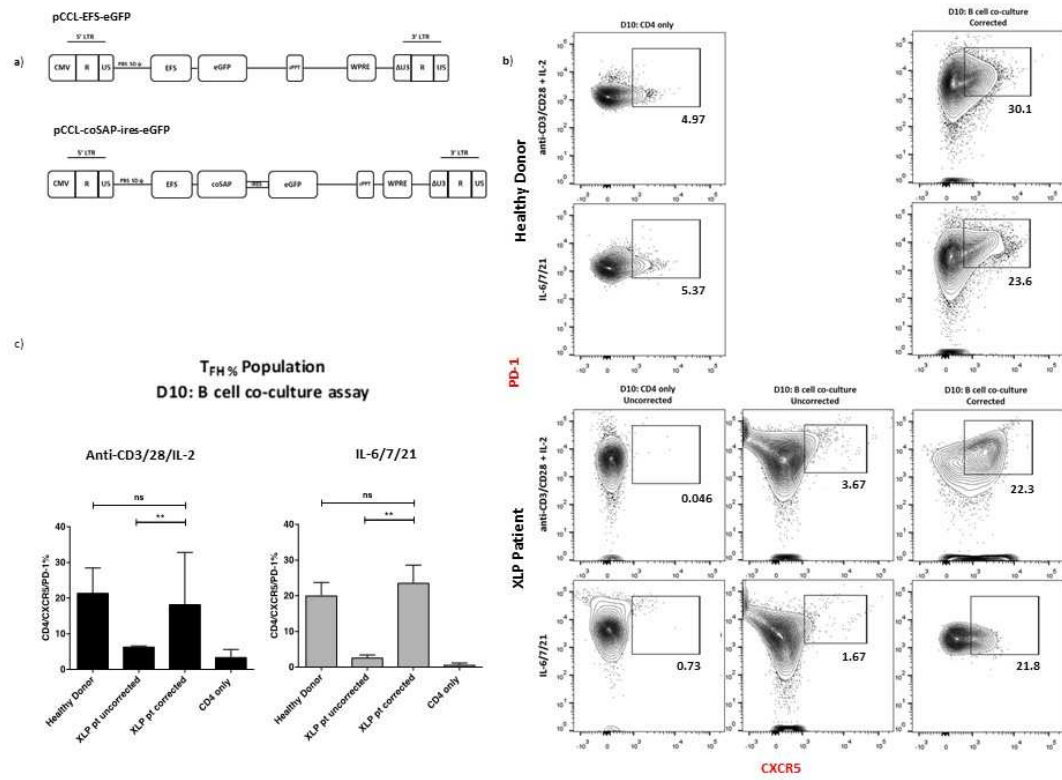 pCCL-EFS-eGFP
5' LTR
3' LTR
a)
CMV R U5 PBS SD ψ EFS eGFP cPPT WPRE ΔU3 R U5
pCCL-coSAP-ires-eGFP
5' LTR
3' LTR
CMV R U5 PBS SD ψ EFS coSAP IRES eGFP cPPT WPRE ΔU3 R U5
b)
D10: CD4 only
D10: B cell co-culture
Corrected
Healthy Donor
anti-CD3/CD28 + IL-2
4.97
30.1
IL-6/7/21
5.37
23.6
PD-1
D10: CD4 only
Uncorrected
D10: B cell co-culture
Uncorrected
D10: B cell co-culture
Corrected
XLP Patient
anti-CD3/CD28 + IL-2
0.046
3.67
22.3
IL-6/7/21
0.73
1.67
21.8
CXCR5
c)
TFH% Population
D10: B cell co-culture assay
Anti-CD3/28/IL-2
ns
**
CD4/CXCR5/PD-1%
40
30
20
10
0
Healthy Donor
XLP pt uncorrected
XLP pt corrected
CD4 only
IL-6/7/21
ns
**
CD4/CXCR5/PD-1%
40
30
20
10
0
Healthy Donor
XLP pt uncorrected
XLP pt corrected
CD4 only